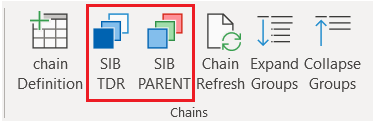 chain Definition
SIB TDR
SIB PARENT
Chain Refresh
Expand Groups
Collapse Groups
Chains